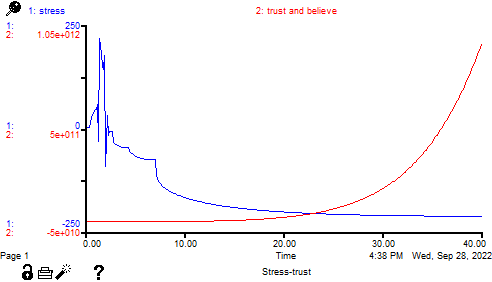 1: stress 2: trust and believe
1: 250
2: 1.05e+012
1: 0
2: 5e+011
1: -250
2: -5e+010
0.00 10.00 20.00 30.00 40.00
Page 1 Time 4:38 PM Wed, Sep 28, 2022
?
Stress-trust